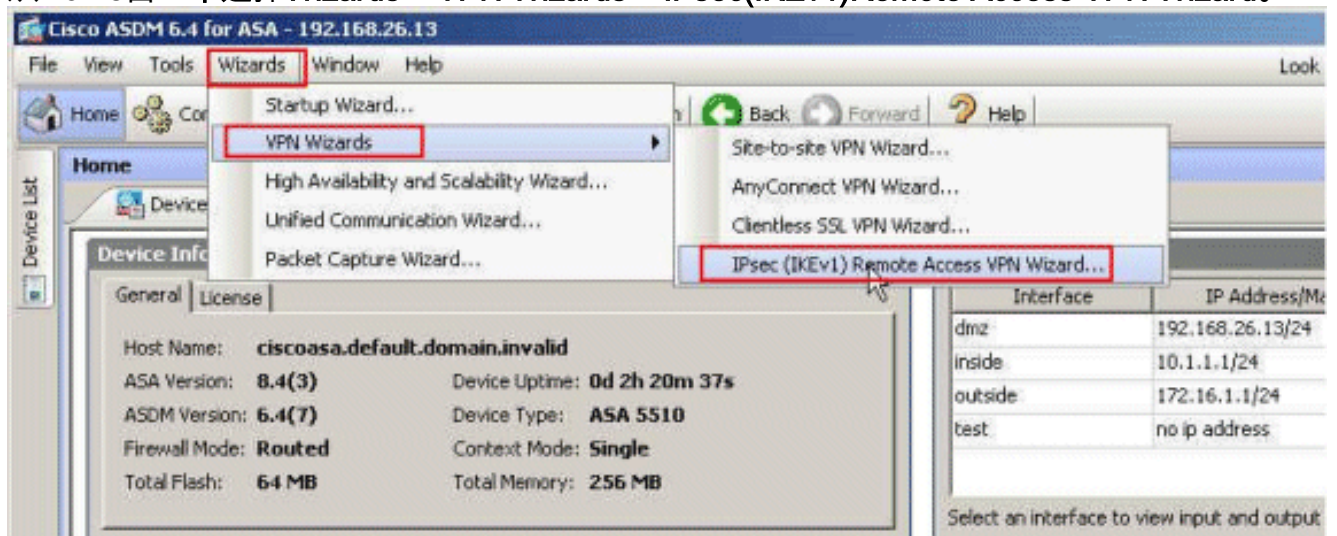 Cisco ASDM 6.4 for ASA - 192.168.26.13
File View Tools Wizards Window Help Look
Home Back Forward Help
Startup Wizard...
VPN Wizards
High Availability and Scalability Wizard...
Unified Communication Wizard...
Packet Capture Wizard...
Site-to-site VPN Wizard...
AnyConnect VPN Wizard...
Clientless SSL VPN Wizard...
IPsec (IKEv1) Remote Access VPN Wizard...
Device List
Home
Device
Device Info
General License
Host Name: ciscoasa.default.domain.invalid
ASA Version: 8.4(3) Device Uptime: 0d 2h 20m 37s
ASDM Version: 6.4(7) Device Type: ASA 5510
Firewall Mode: Routed Context Mode: Single
Total Flash: 64 MB Total Memory: 256 MB
Interface IP Address/Ma
dmz 192.168.26.13/24
inside 10.1.1.1/24
outside 172.16.1.1/24
test no ip address
Select an interface to view input and output